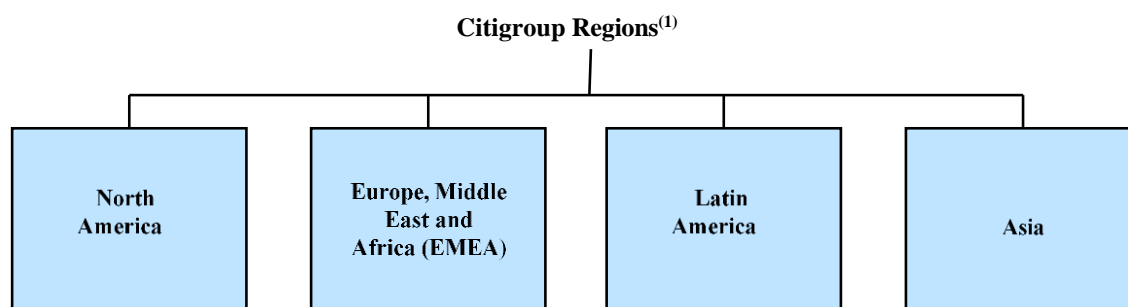 Citigroup Regions(1)
North
America
Europe, Middle
East and
Africa (EMEA)
Latin
America
Asia